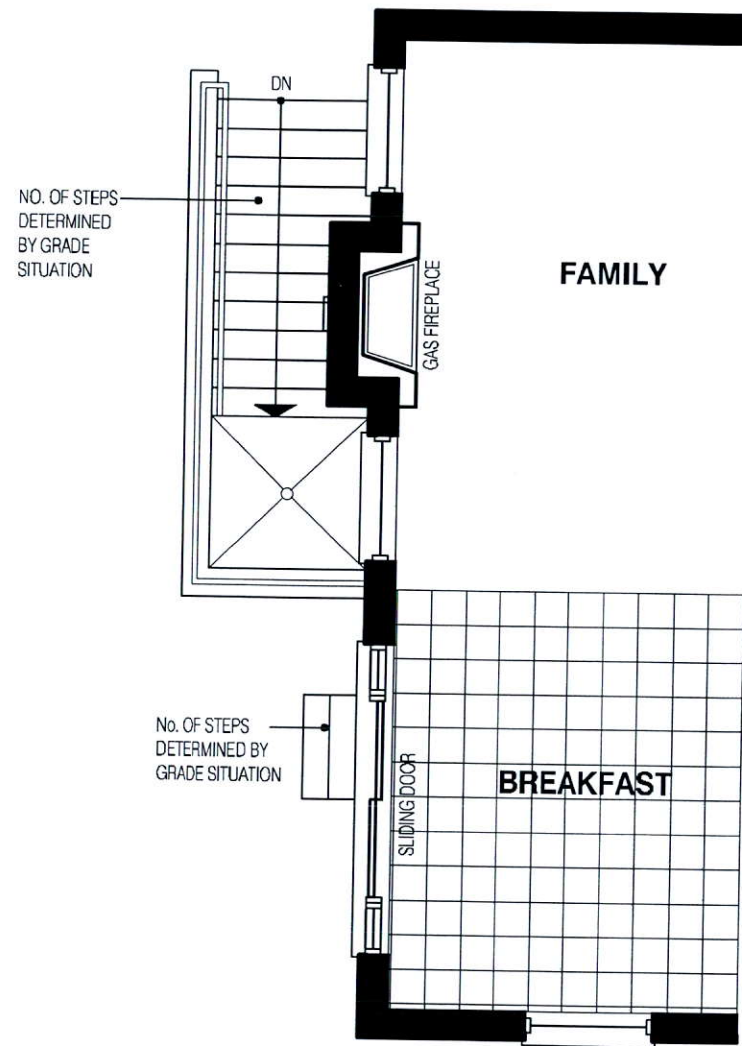 DN
NO. OF STEPS
DETERMINED
BY GRADE
SITUATION
FAMILY
GAS FIREPLACE
No. OF STEPS
DETERMINED BY
GRADE SITUATION
SLIDING DOOR
BREAKFAST